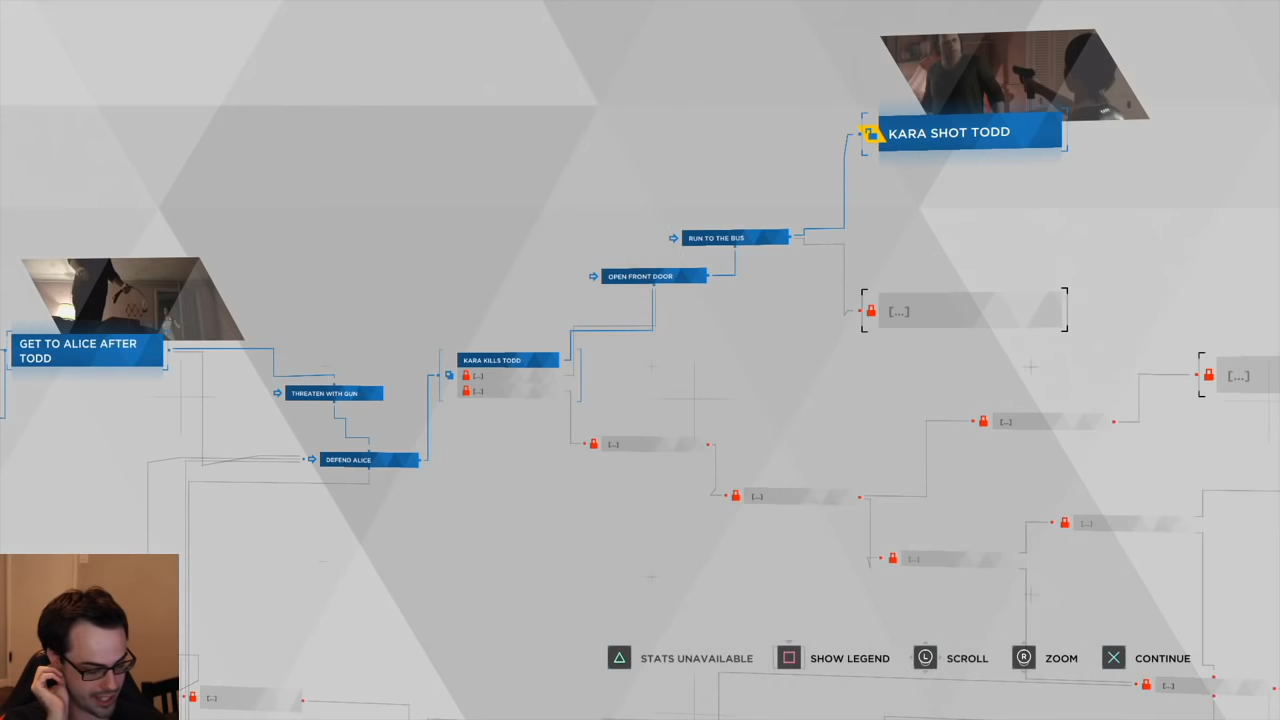 KARA SHOT TODD
RUN TO THE BUS
OPEN FRONT DOOR
[...]
GET TO ALICE AFTER
TODD
KARA KILLS TODD
[...]
[...]
[...]
THREATEN WITH GUN
[...]
[...]
DEFEND ALICE
[...]
[...]
[...]
[...]
[...]
STATS UNAVAILABLE
SHOW LEGEND
L
SCROLL
R
ZOOM
CONTINUE